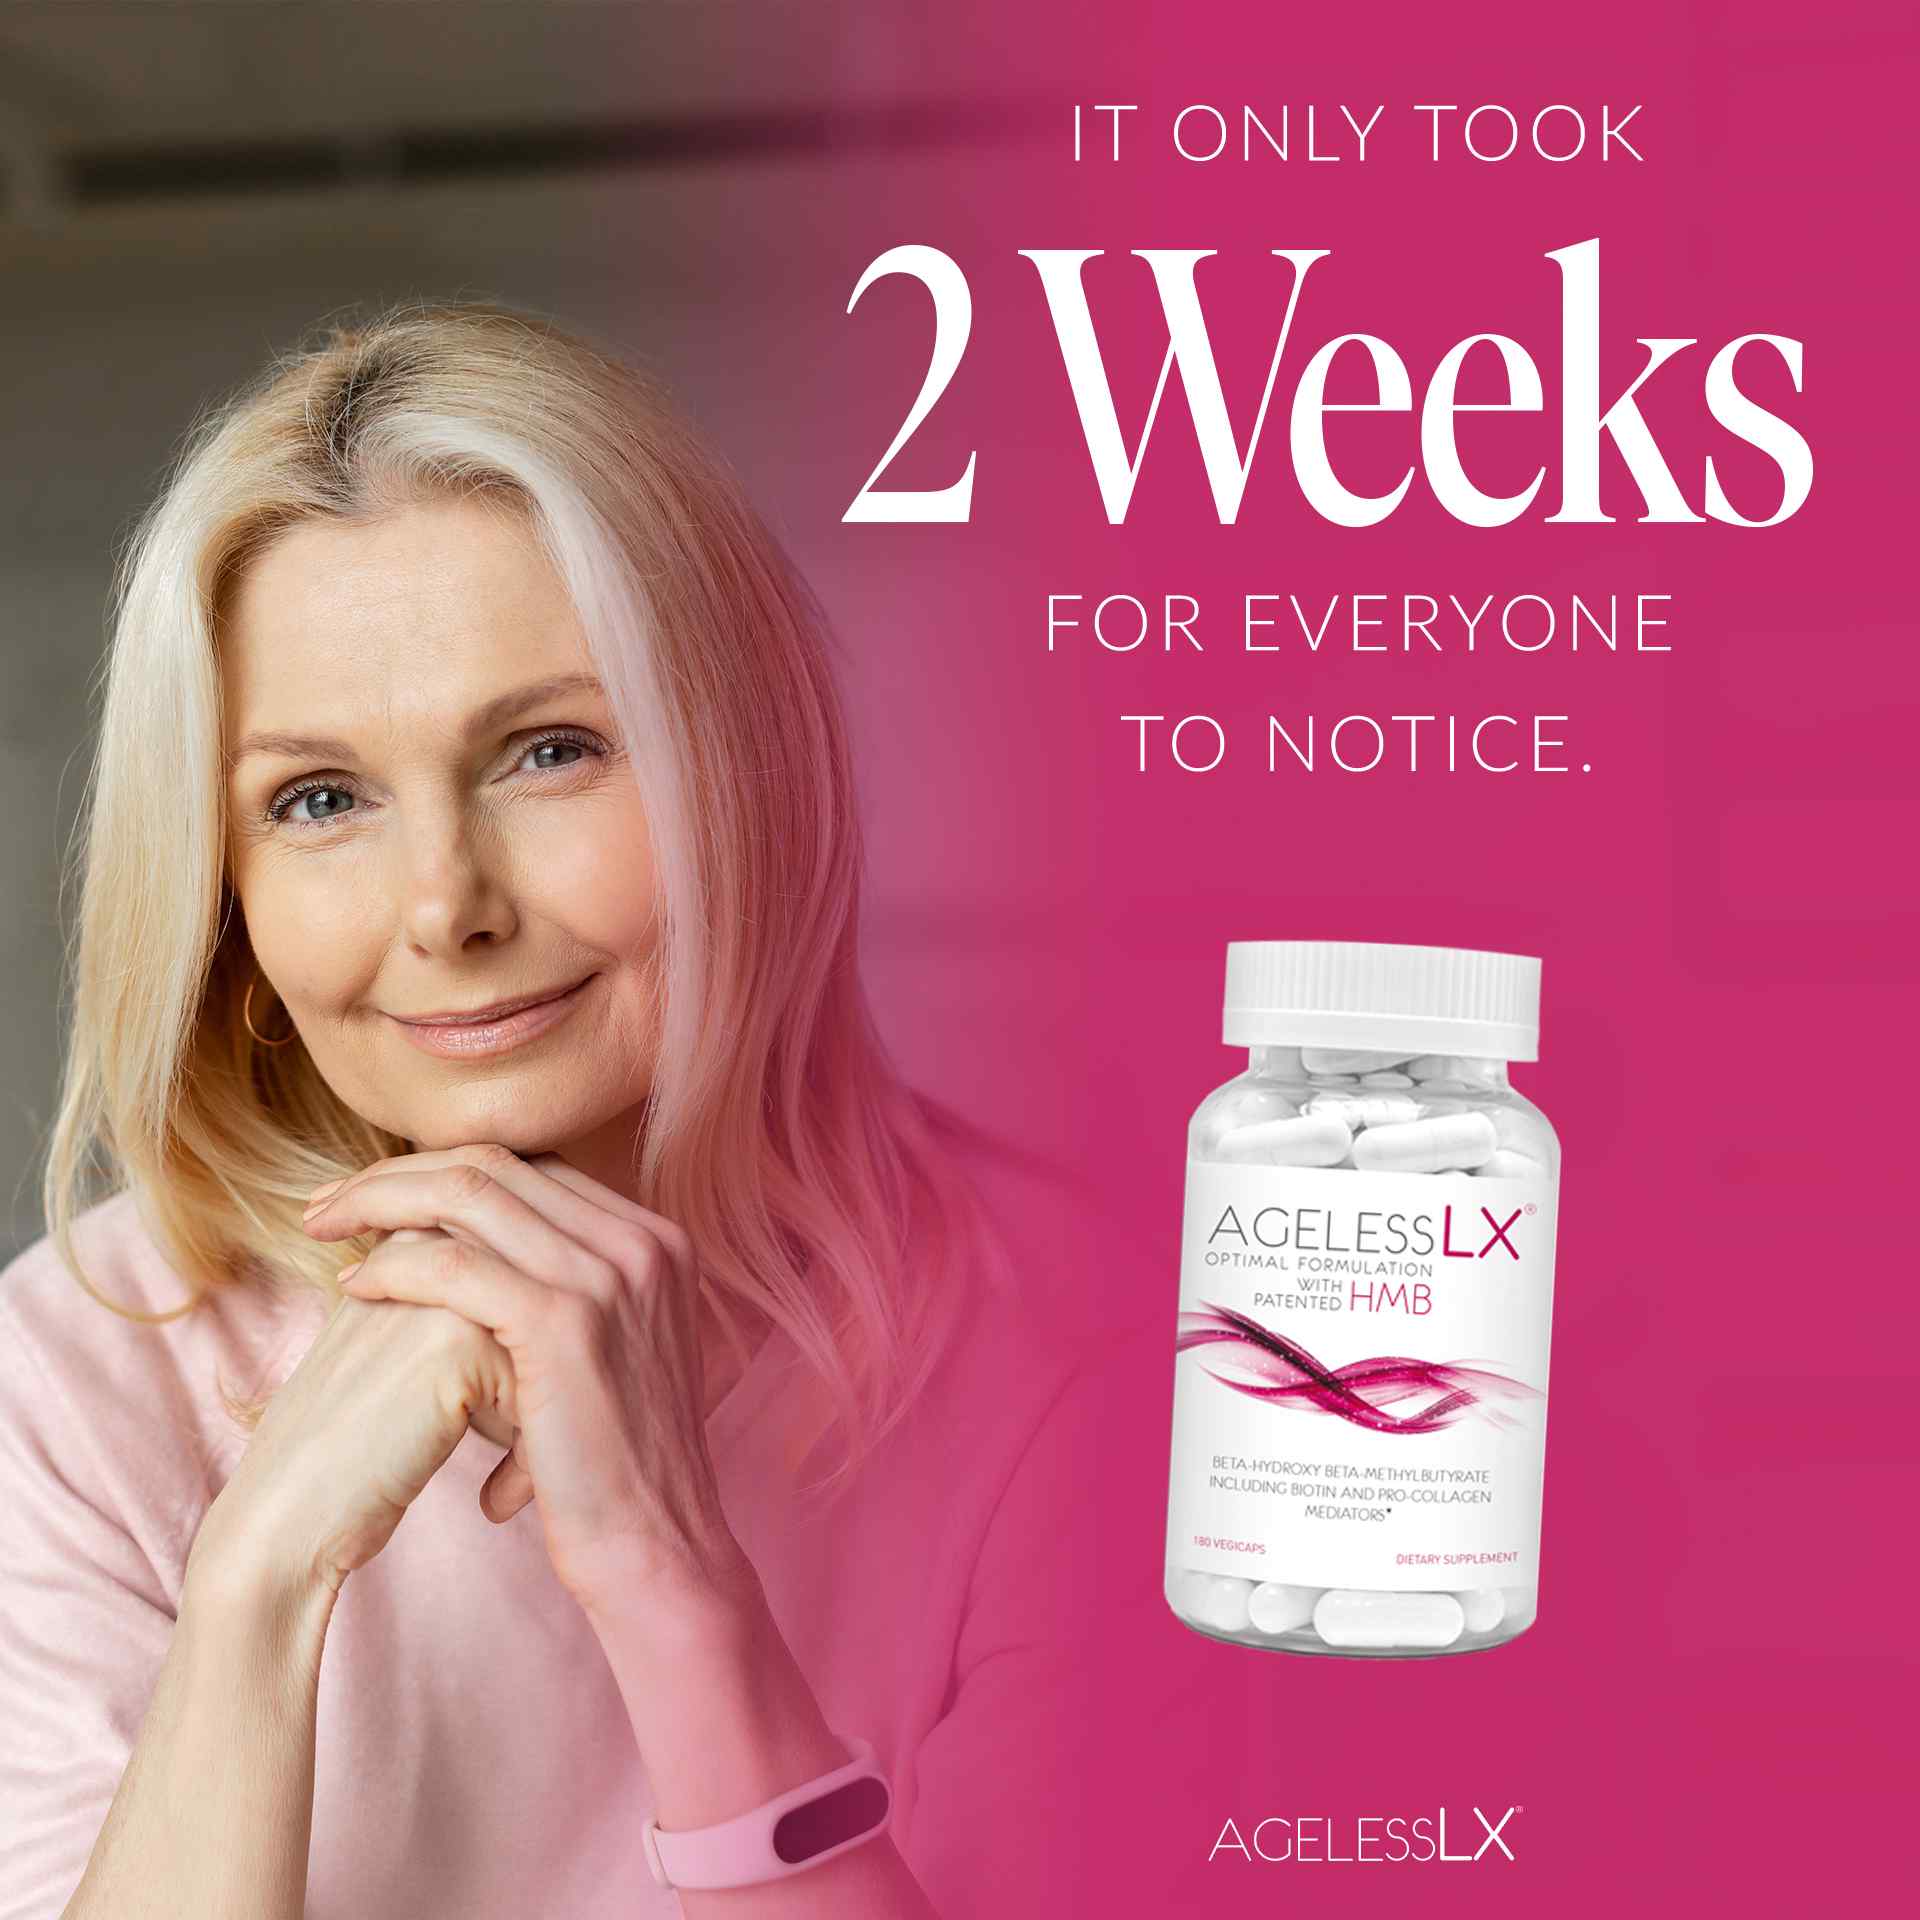 IT ONLY TOOK
2 Weeks
FOR EVERYONE
TO NOTICE.
AGELESSLX®
OPTIMAL FORMULATION
WITH
PATENTED HMB
BETA-HYDROXY BETA-METHYLBUTYRATE
INCLUDING BIOTIN AND PRO-COLLAGEN
MEDIATORS*
180 VEGICAPS
DIETARY SUPPLEMENT
AGELESSLX®